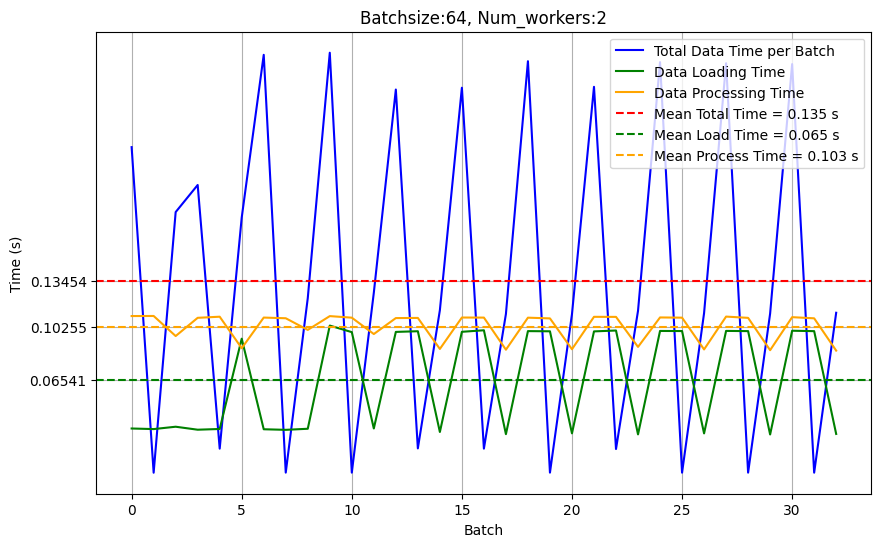 Batchsize:64, Num_workers:2
Total Data Time per Batch
Data Loading Time
Data Processing Time
Mean Total Time = 0.135 s
Mean Load Time = 0.065 s
Mean Process Time = 0.103 s
Time (s)
0.13454
0.10255
0.06541
0 5 10 15 20 25 30
Batch